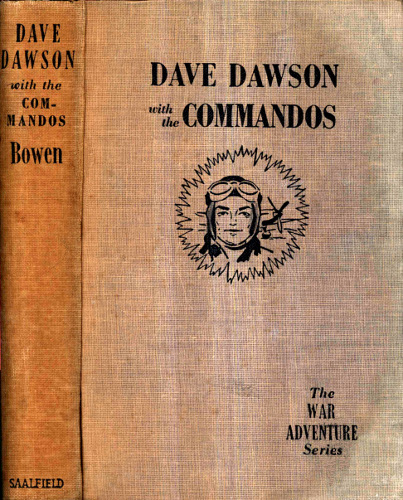 DAVE
DAWSON
with the
COM-
MANDOS
Bowen
SAALFIELD
DAVE DAWSON
with
the COMMANDOS
The
WAR
ADVENTURE
Series